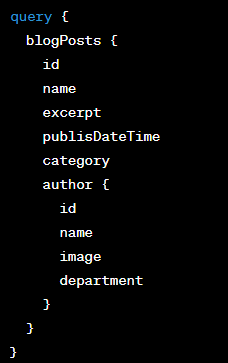 query {
blogPosts {
id
name
excerpt
publisDateTime
category
author {
id
name
image
department
}
}
}